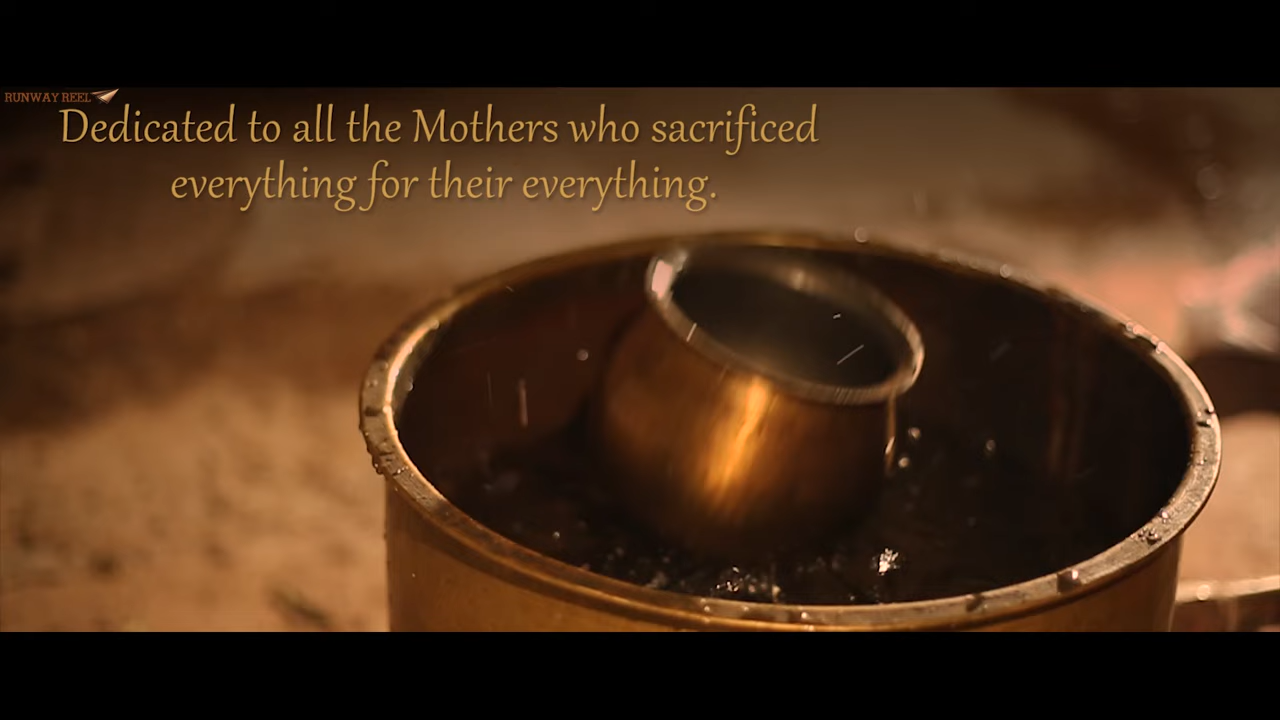 RUNWAY REEL
Dedicated to all the Mothers who sacrificed
everything for their everything.